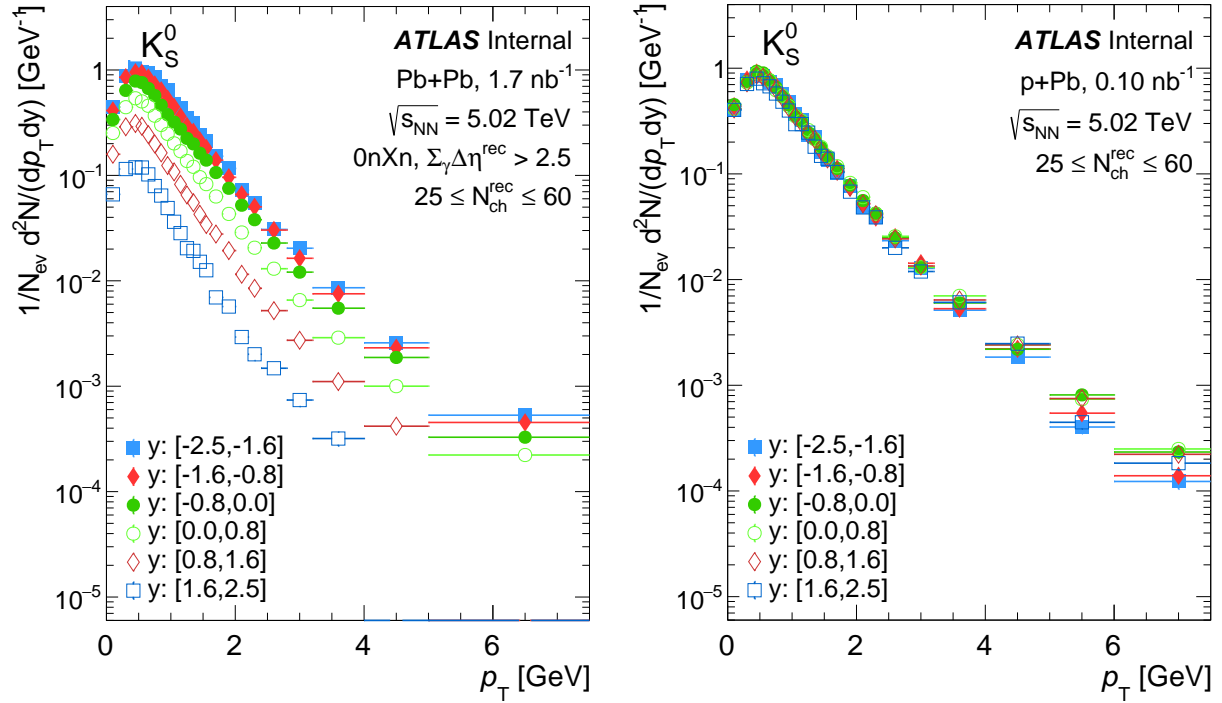 K⁰_S
ATLAS Internal
Pb+Pb, 1.7 nb⁻¹
√s_NN = 5.02 TeV
0nXn, Σ_γΔη^rec > 2.5
25 ≤ N_ch^rec ≤ 60
1/N_ev d²N/(dp_T dy) [GeV⁻¹]
1
10⁻¹
10⁻²
10⁻³
10⁻⁴
10⁻⁵
y: [-2.5,-1.6]
y: [-1.6,-0.8]
y: [-0.8,0.0]
y: [0.0,0.8]
y: [0.8,1.6]
y: [1.6,2.5]
0 2 4 6
p_T [GeV]
K⁰_S
ATLAS Internal
p+Pb, 0.10 nb⁻¹
√s_NN = 5.02 TeV
25 ≤ N_ch^rec ≤ 60
1/N_ev d²N/(dp_T dy) [GeV⁻¹]
1
10⁻¹
10⁻²
10⁻³
10⁻⁴
10⁻⁵
y: [-2.5,-1.6]
y: [-1.6,-0.8]
y: [-0.8,0.0]
y: [0.0,0.8]
y: [0.8,1.6]
y: [1.6,2.5]
0 2 4 6
p_T [GeV]